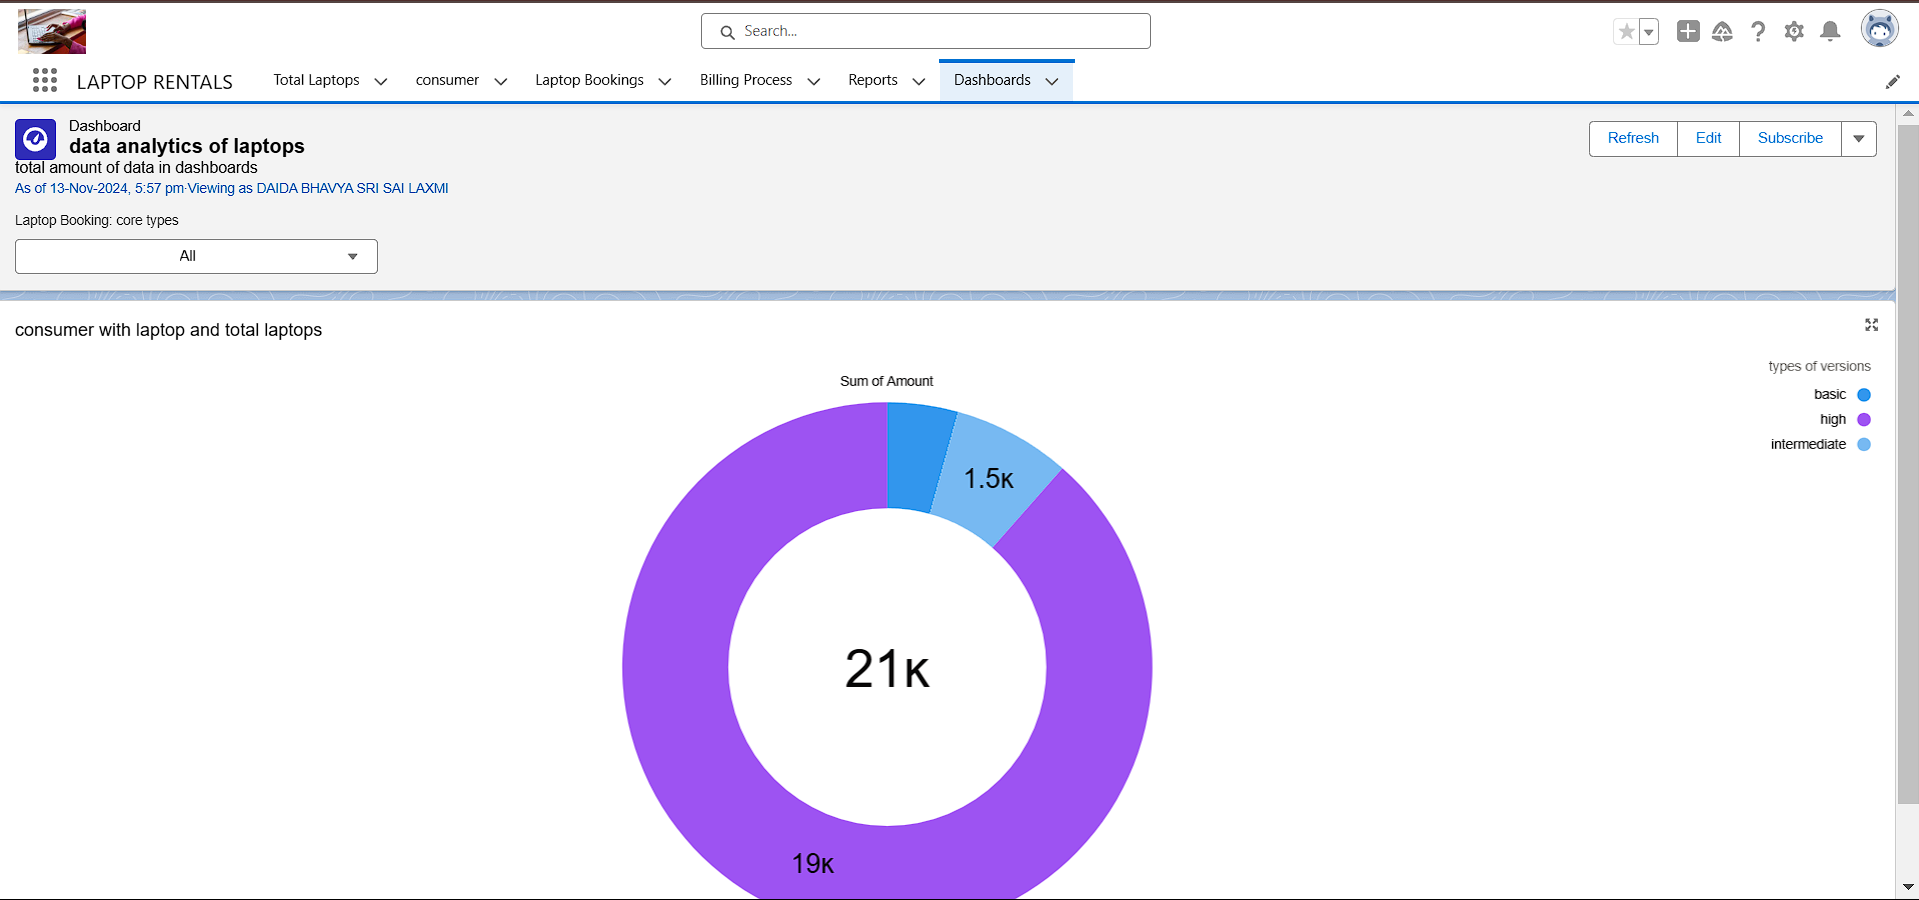 Search...
LAPTOP RENTALS Total Laptops consumer Laptop Bookings Billing Process Reports Dashboards
Dashboard
data analytics of laptops
Refresh Edit Subscribe
total amount of data in dashboards
As of 13-Nov-2024, 5:57 pm·Viewing as DAIDA BHAVYA SRI SAI LAXMI
Laptop Booking: core types
All
consumer with laptop and total laptops
types of versions
Sum of Amount
basic
high
intermediate
1.5K
21K
19K